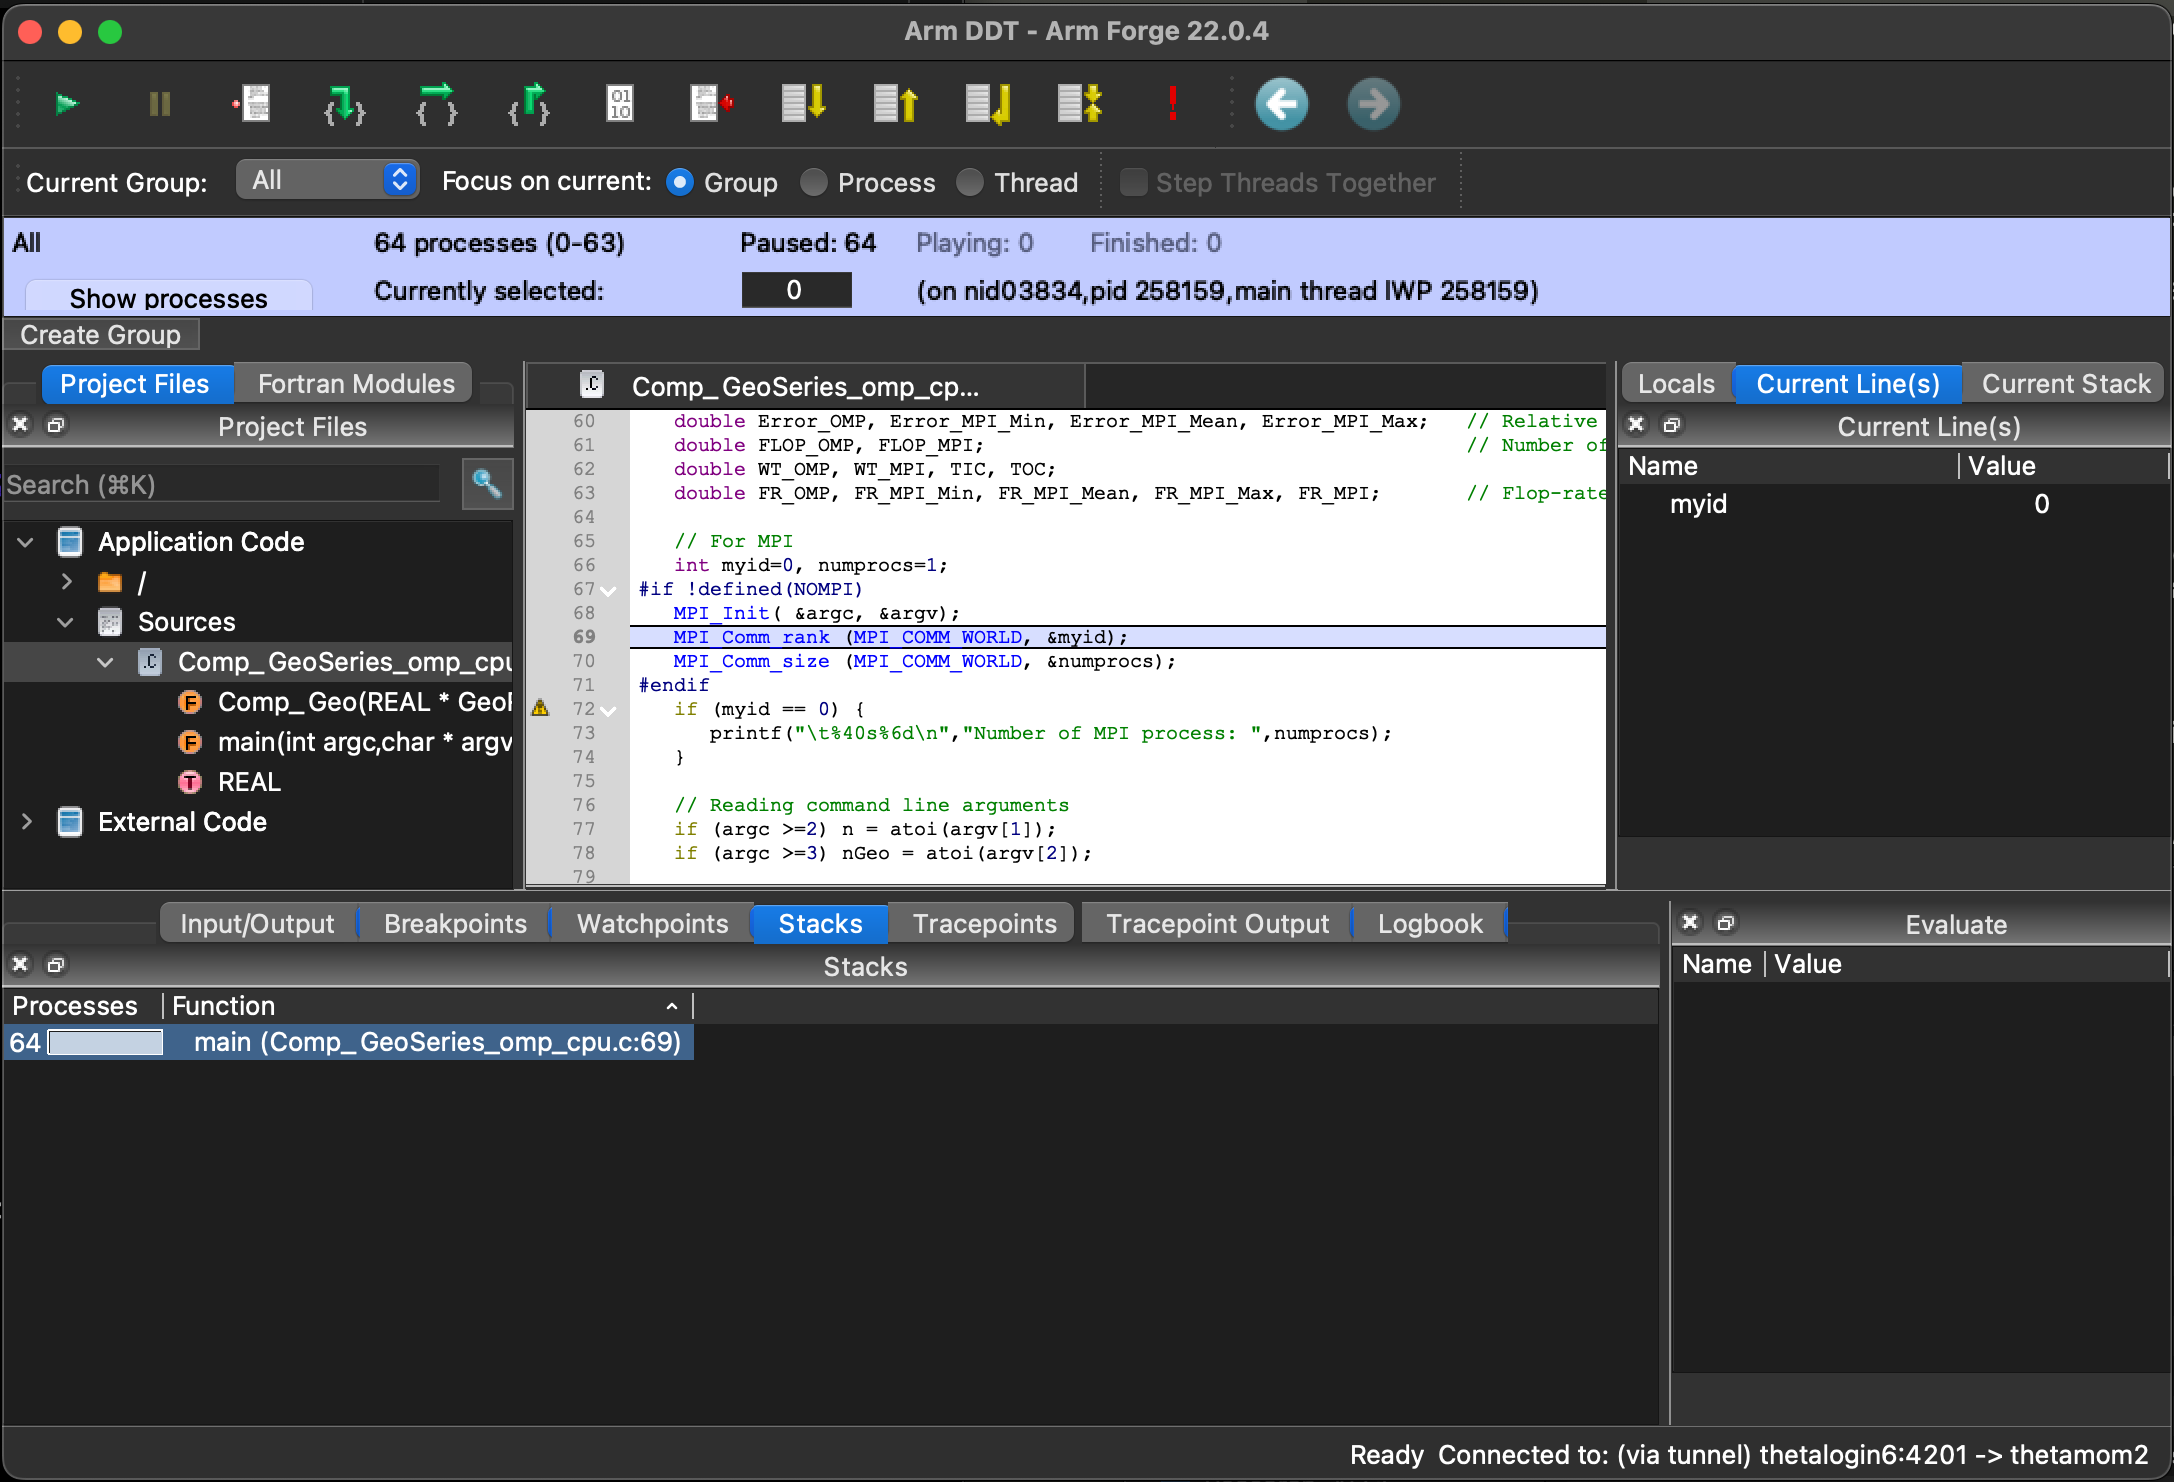 Arm DDT - Arm Forge 22.0.4
01
10
Current Group: All Focus on current: Group Process Thread Step Threads Together
All 64 processes (0-63) Paused: 64 Playing: 0 Finished: 0
Show processes Currently selected: 0 (on nid03834,pid 258159,main thread lWP 258159)
Create Group
Project Files Fortran Modules
Project Files
Search (⌘K)
Application Code
/
Sources
.C Comp_GeoSeries_omp_cpu
F Comp_Geo(REAL * GeoF
F main(int argc,char * argv
T REAL
External Code
.C Comp_GeoSeries_omp_cp...
60 double Error_OMP, Error_MPI_Min, Error_MPI_Mean, Error_MPI_Max; // Relative
61 double FLOP_OMP, FLOP_MPI; // Number of
62 double WT_OMP, WT_MPI, TIC, TOC;
63 double FR_OMP, FR_MPI_Min, FR_MPI_Mean, FR_MPI_Max, FR_MPI; // Flop-rate
64
65 // For MPI
66 int myid=0, numprocs=1;
67 #if !defined(NOMPI)
68 MPI_Init( &argc, &argv);
69 MPI_Comm_rank (MPI_COMM_WORLD, &myid);
70 MPI_Comm_size (MPI_COMM_WORLD, &numprocs);
71 #endif
72 if (myid == 0) {
73 printf("\t%40s%6d\n","Number of MPI process: ",numprocs);
74 }
75
76 // Reading command line arguments
77 if (argc >=2) n = atoi(argv[1]);
78 if (argc >=3) nGeo = atoi(argv[2]);
79
Locals Current Line(s) Current Stack
Current Line(s)
Name Value
myid 0
Input/Output Breakpoints Watchpoints Stacks Tracepoints Tracepoint Output Logbook
Stacks
Processes Function
64 main (Comp_GeoSeries_omp_cpu.c:69)
Evaluate
Name Value
Ready Connected to: (via tunnel) thetalogin6:4201 -> thetamom2